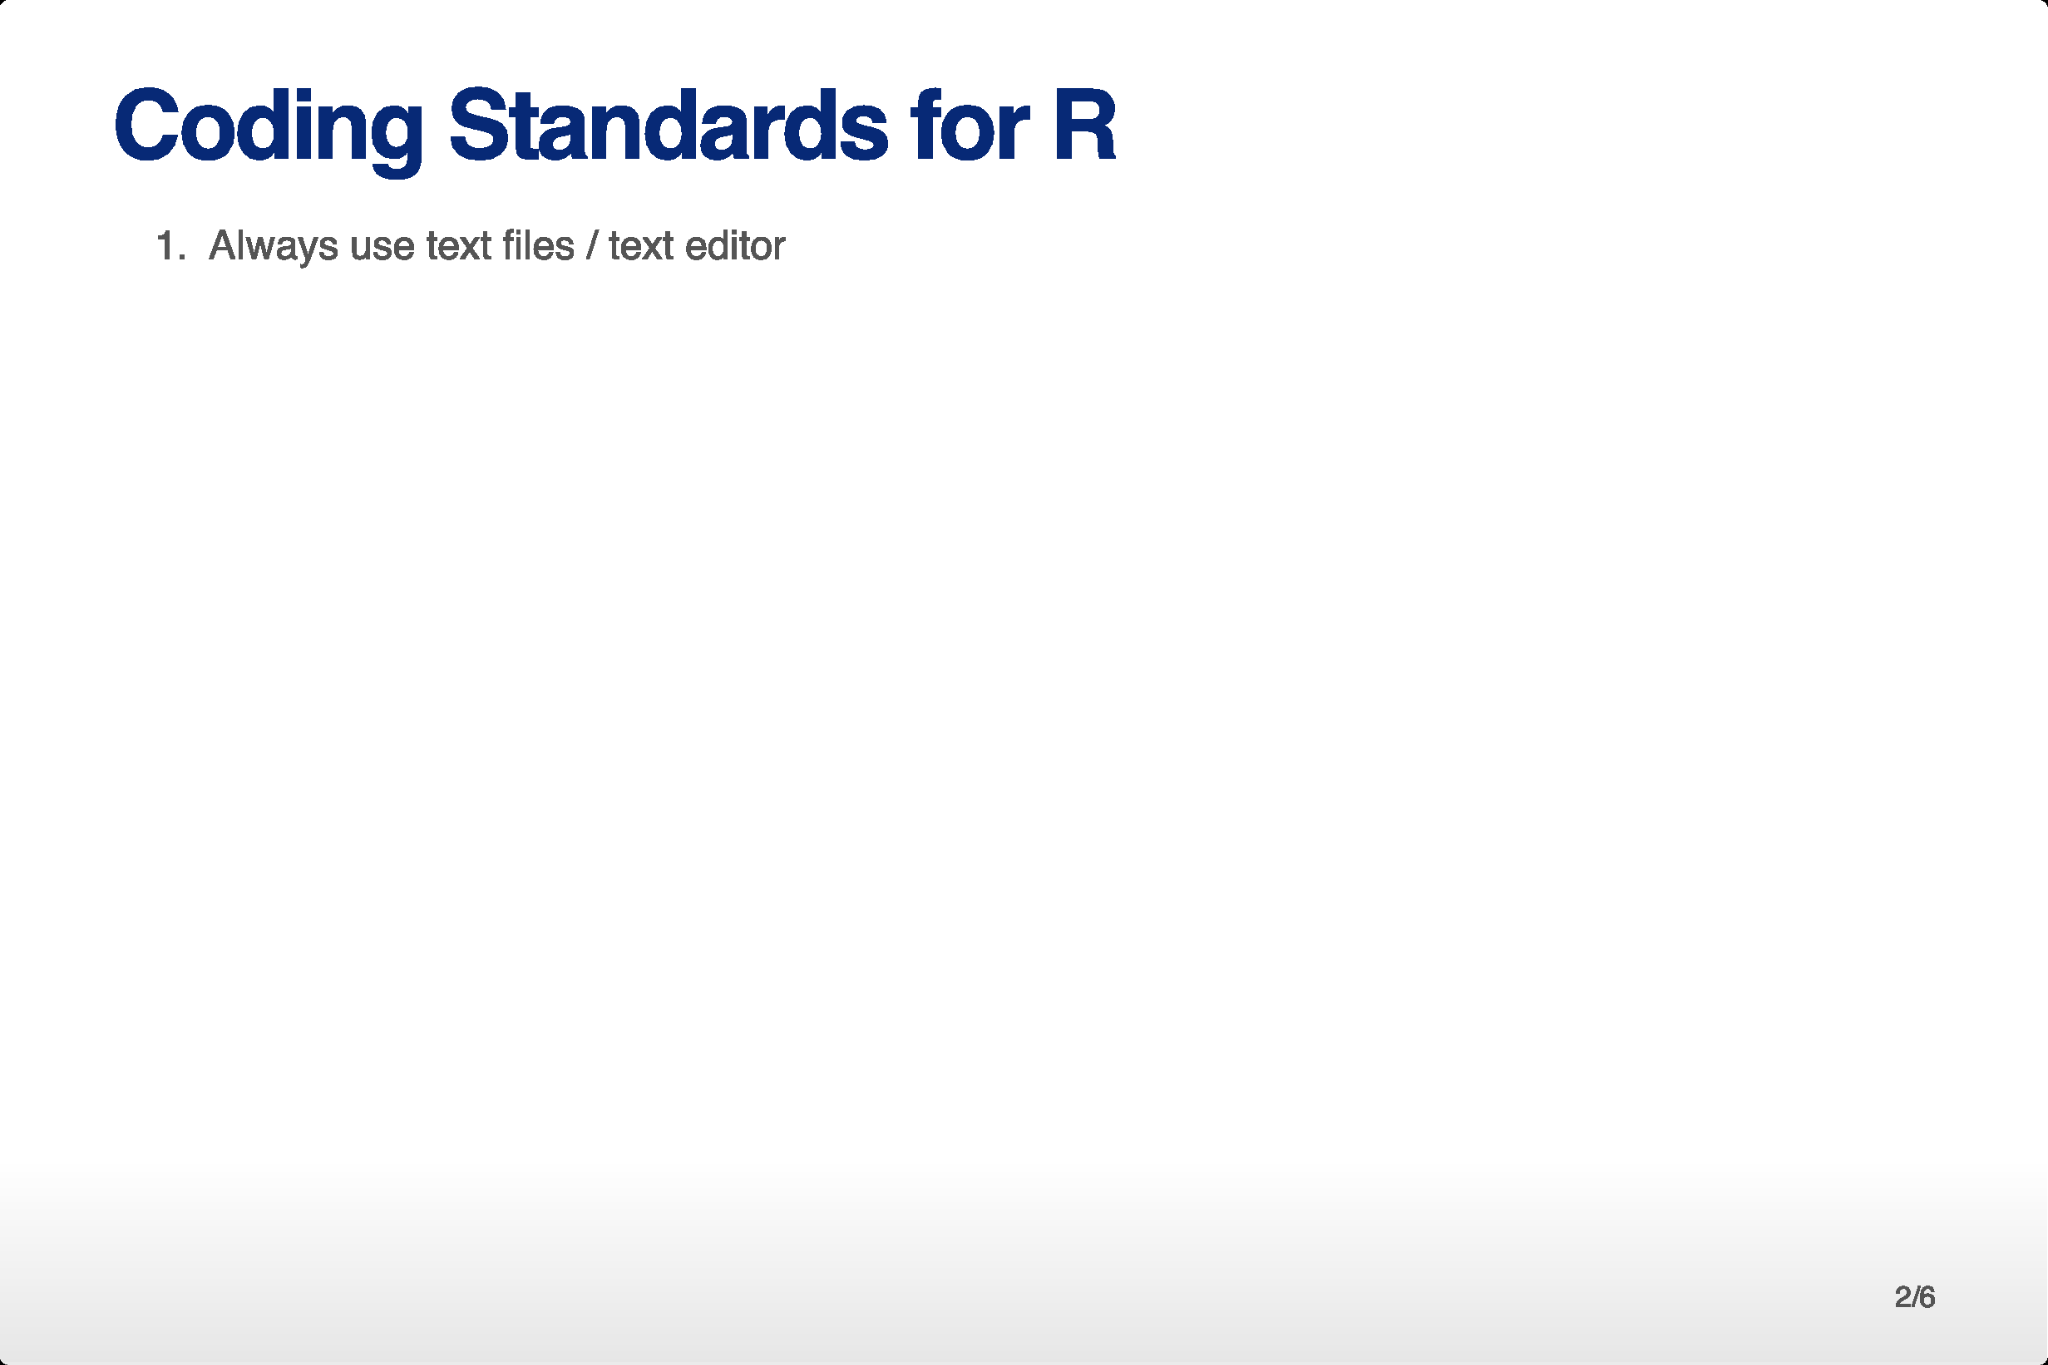 Coding Standards for R
1. Always use text files / text editor
2/6